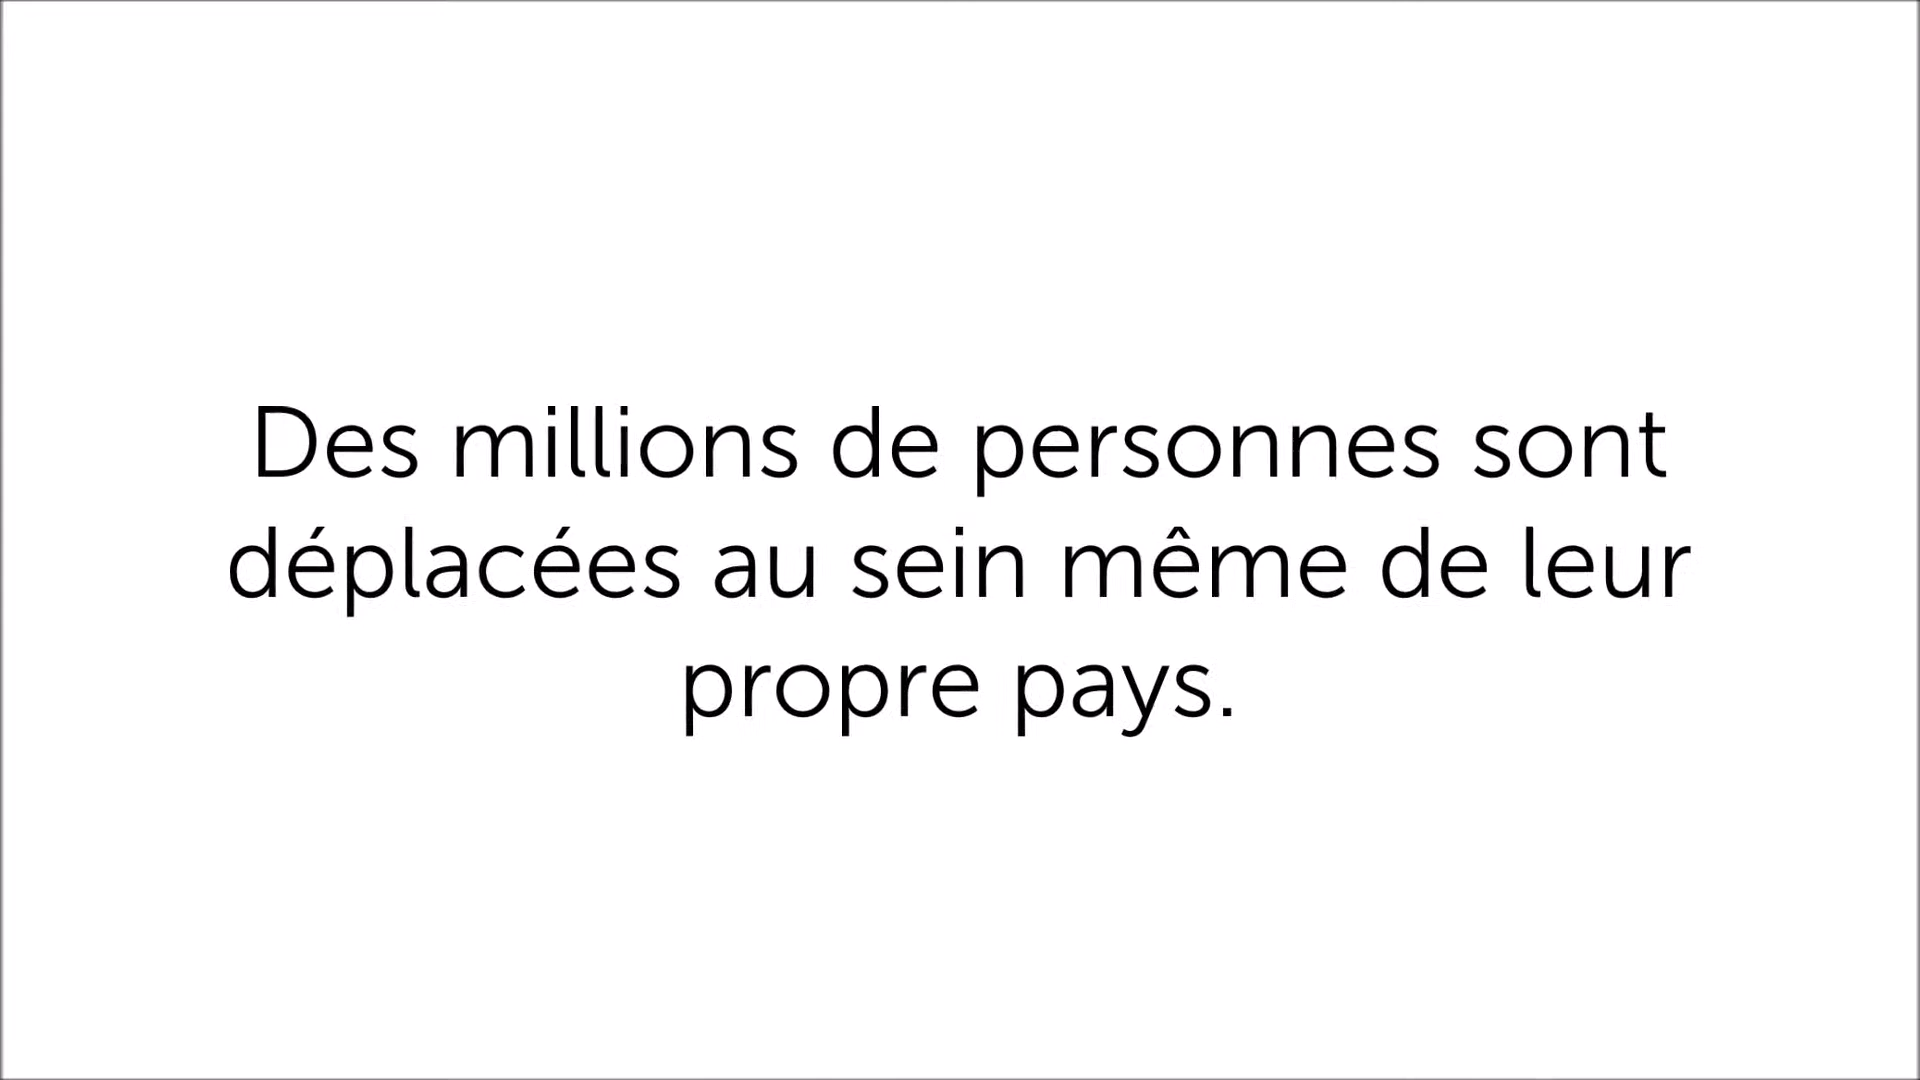 Des millions de personnes sont
déplacées au sein même de leur
propre pays.